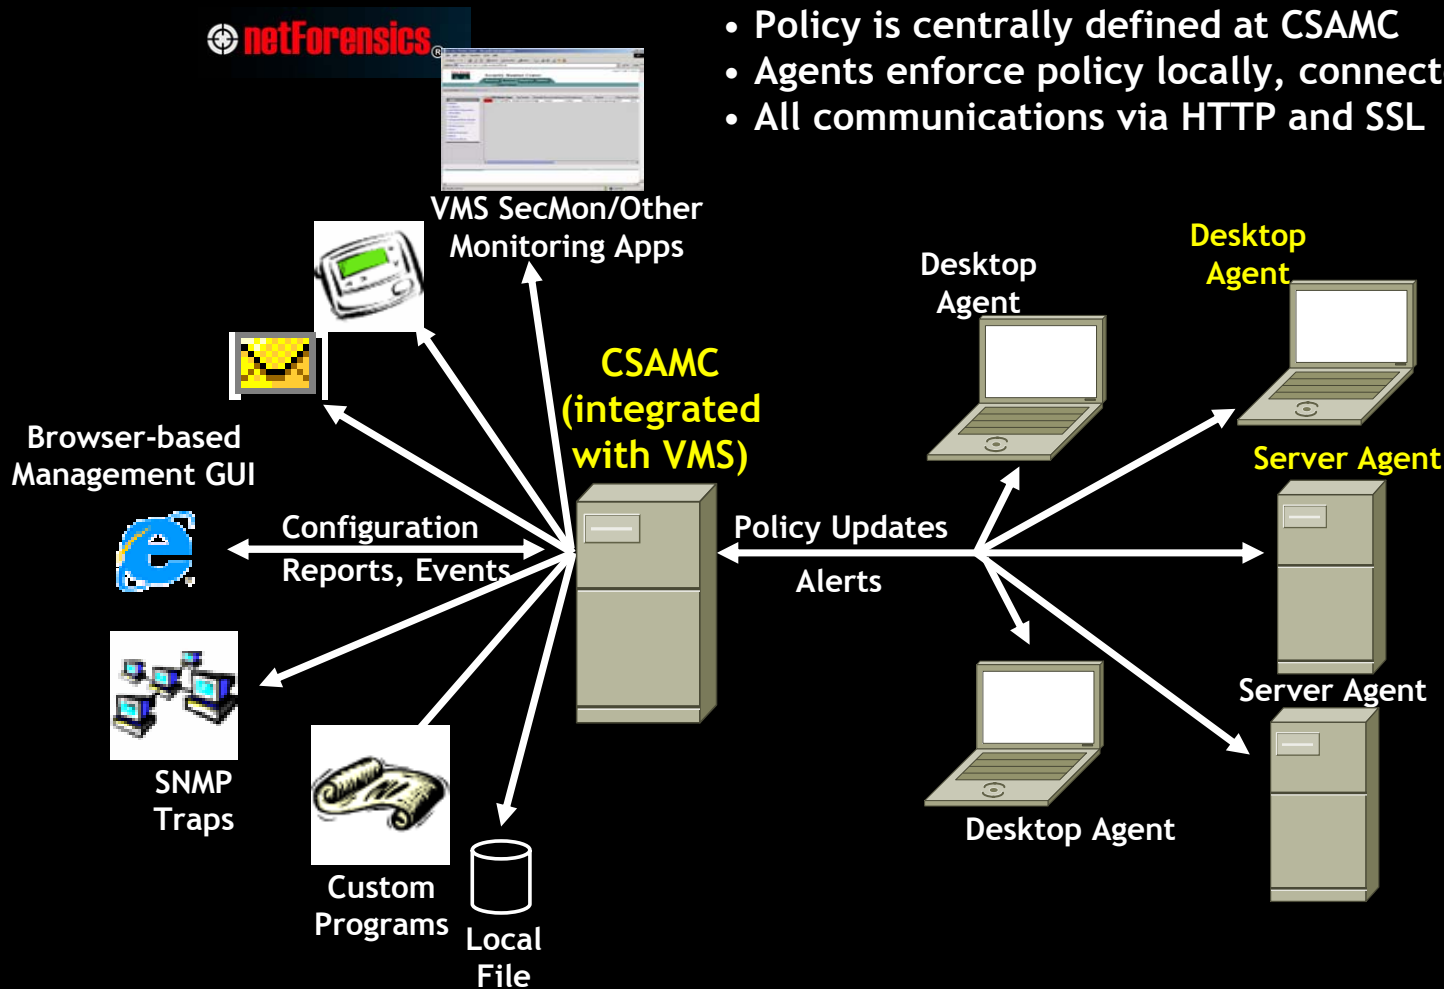 netForensics®
• Policy is centrally defined at CSAMC
• Agents enforce policy locally, connect
• All communications via HTTP and SSL
VMS SecMon/Other
Monitoring Apps
Desktop
Agent
Desktop
Agent
CSAMC
(integrated
with VMS)
Browser-based
Management GUI
Server Agent
Configuration
Reports, Events
Policy Updates
Alerts
Server Agent
SNMP
Traps
Desktop Agent
Custom
Programs
Local
File